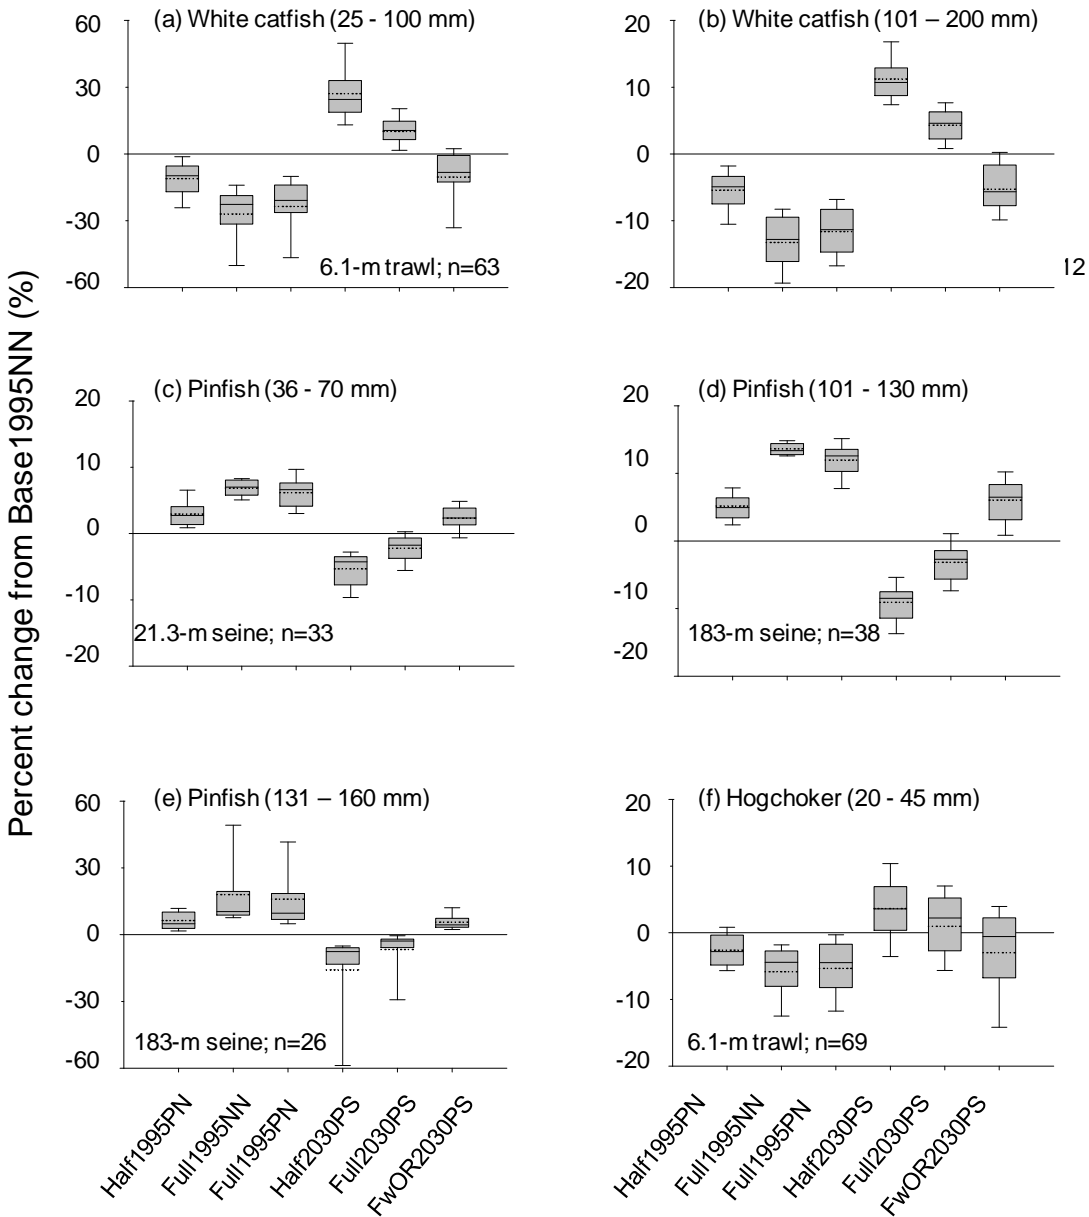 Percent change from Base1995NN (%)
(a) White catfish (25 - 100 mm)
60
30
0
-30
-60
6.1-m trawl; n=63
(b) White catfish (101 – 200 mm)
20
10
0
-10
-20
12
(c) Pinfish (36 - 70 mm)
20
10
0
-10
-20
21.3-m seine; n=33
(d) Pinfish (101 - 130 mm)
20
10
0
-10
-20
183-m seine; n=38
(e) Pinfish (131 – 160 mm)
60
30
0
-30
-60
183-m seine; n=26
Half1995PN
Full1995NN
Full1995PN
Half2030PS
Full2030PS
FwOR2030PS
(f) Hogchoker (20 - 45 mm)
20
10
0
-10
-20
6.1-m trawl; n=69
Half1995PN
Full1995NN
Full1995PN
Half2030PS
Full2030PS
FwOR2030PS